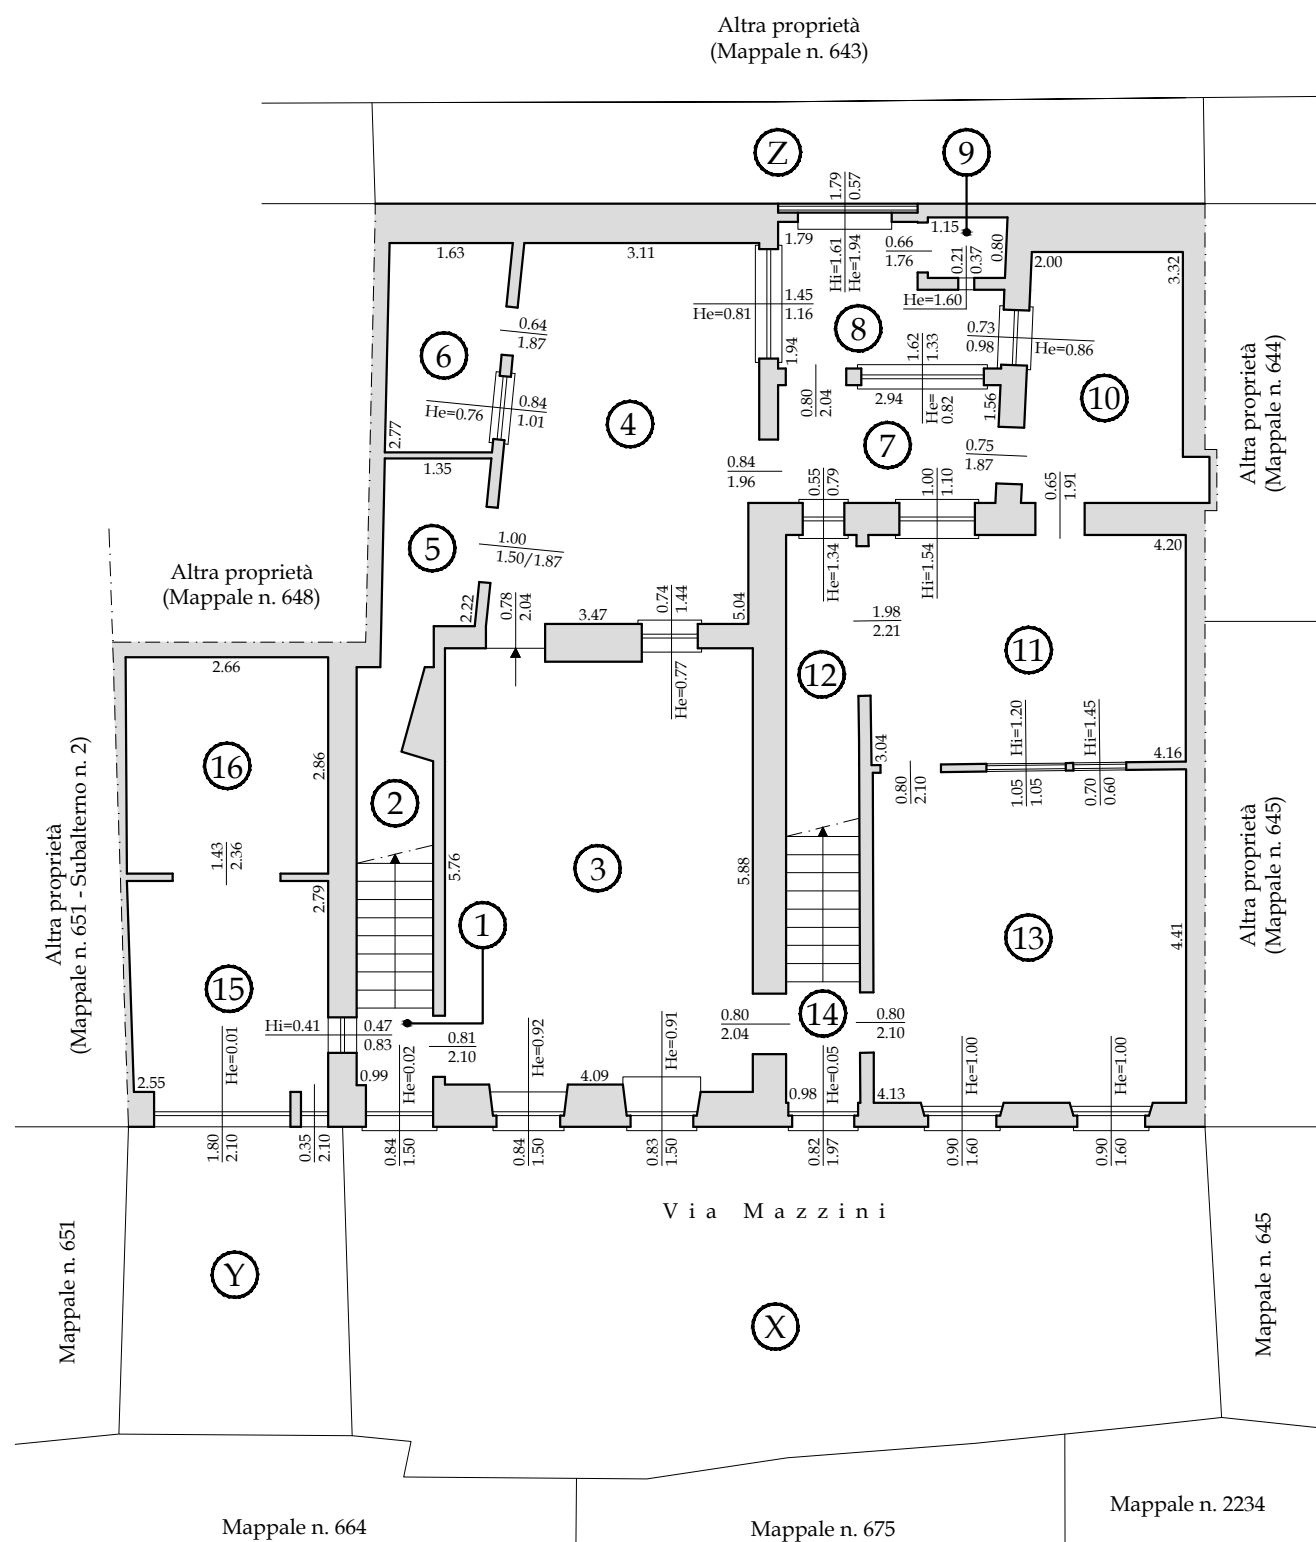 Altra proprietà
(Mappale n. 643)
Z
9
1.79
0.57
1.15
1.79
0.66
1.76
0.80
0.21
0.37
2.00
3.32
1.63
3.11
Hi=1.61
He=1.94
1.45
1.16
He=0.81
He=1.60
8
0.73
0.98
He=0.86
0.64
1.87
6
1.94
1.62
1.33
0.84
1.01
He=0.76
4
0.80
2.04
2.94
He=
0.82
1.56
10
Altra proprietà
(Mappale n. 644)
2.77
7
1.35
0.84
1.96
0.75
1.87
0.55
0.79
1.00
1.10
0.65
1.91
5
1.00
1.50/1.87
He=1.34
Hi=1.54
4.20
Altra proprietà
(Mappale n. 648)
2.22
0.78
2.04
3.47
0.74
1.44
5.04
1.98
2.21
2.66
He=0.77
12
11
16
2.86
Hi=1.20
Hi=1.45
3.04
4.16
0.80
2.10
1.05
1.05
0.70
0.60
2
Altra proprietà
(Mappale n. 651 - Subalterno n. 2)
1.43
2.36
5.76
3
5.88
Altra proprietà
(Mappale n. 645)
2.79
1
13
4.41
15
14
Hi=0.41
0.47
0.83
0.81
2.10
0.80
2.04
0.80
2.10
He=0.01
He=0.02
He=0.92
He=0.91
He=0.05
He=1.00
He=1.00
2.55
0.99
4.09
0.98
4.13
1.80
2.10
0.35
2.10
0.84
1.50
0.84
1.50
0.83
1.50
0.82
1.97
0.90
1.60
0.90
1.60
Via Mazzini
Mappale n. 651
Y
X
Mappale n. 645
Mappale n. 664
Mappale n. 675
Mappale n. 2234